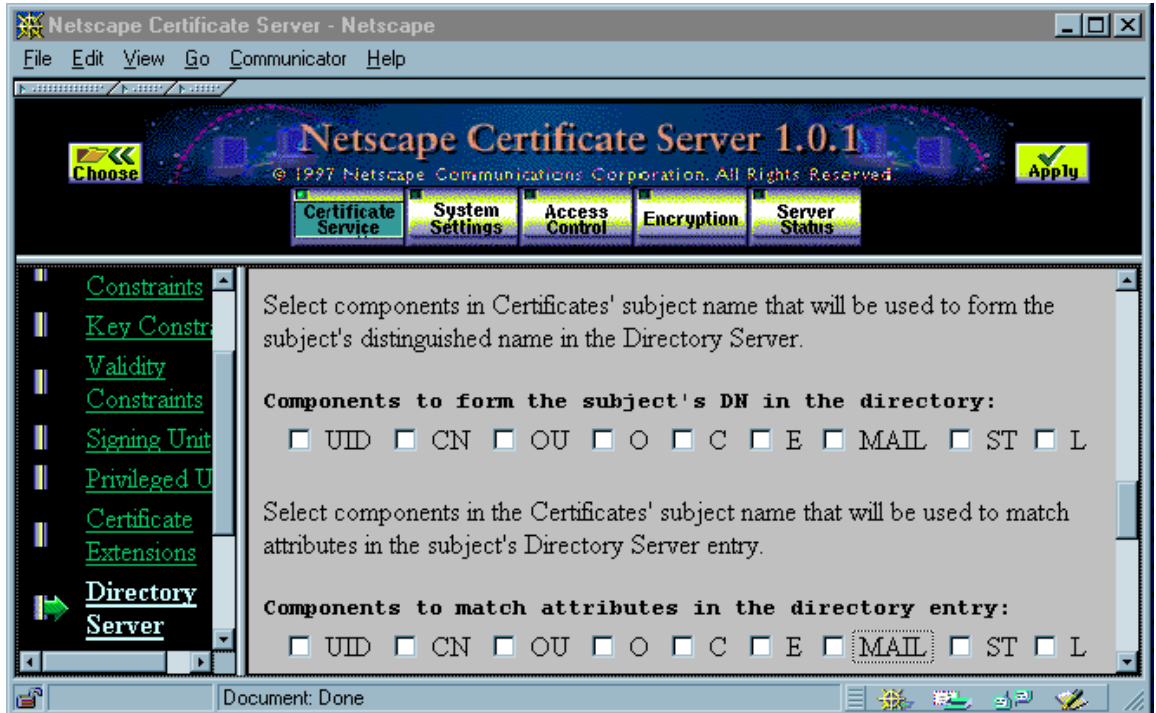 Netscape Certificate Server - Netscape
File Edit View Go Communicator Help
Netscape Certificate Server 1.0.1
© 1997 Netscape Communications Corporation. All Rights Reserved
Choose
Apply
Certificate Service
System Settings
Access Control
Encryption
Server Status
Constraints
Key Constra
Validity
Constraints
Signing Unit
Privileged U
Certificate
Extensions
Directory
Server
Select components in Certificates' subject name that will be used to form the
subject's distinguished name in the Directory Server.
Components to form the subject's DN in the directory:
UID CN OU O C E MAIL ST L
Select components in the Certificates' subject name that will be used to match
attributes in the subject's Directory Server entry.
Components to match attributes in the directory entry:
UID CN OU O C E MAIL ST L
Document: Done